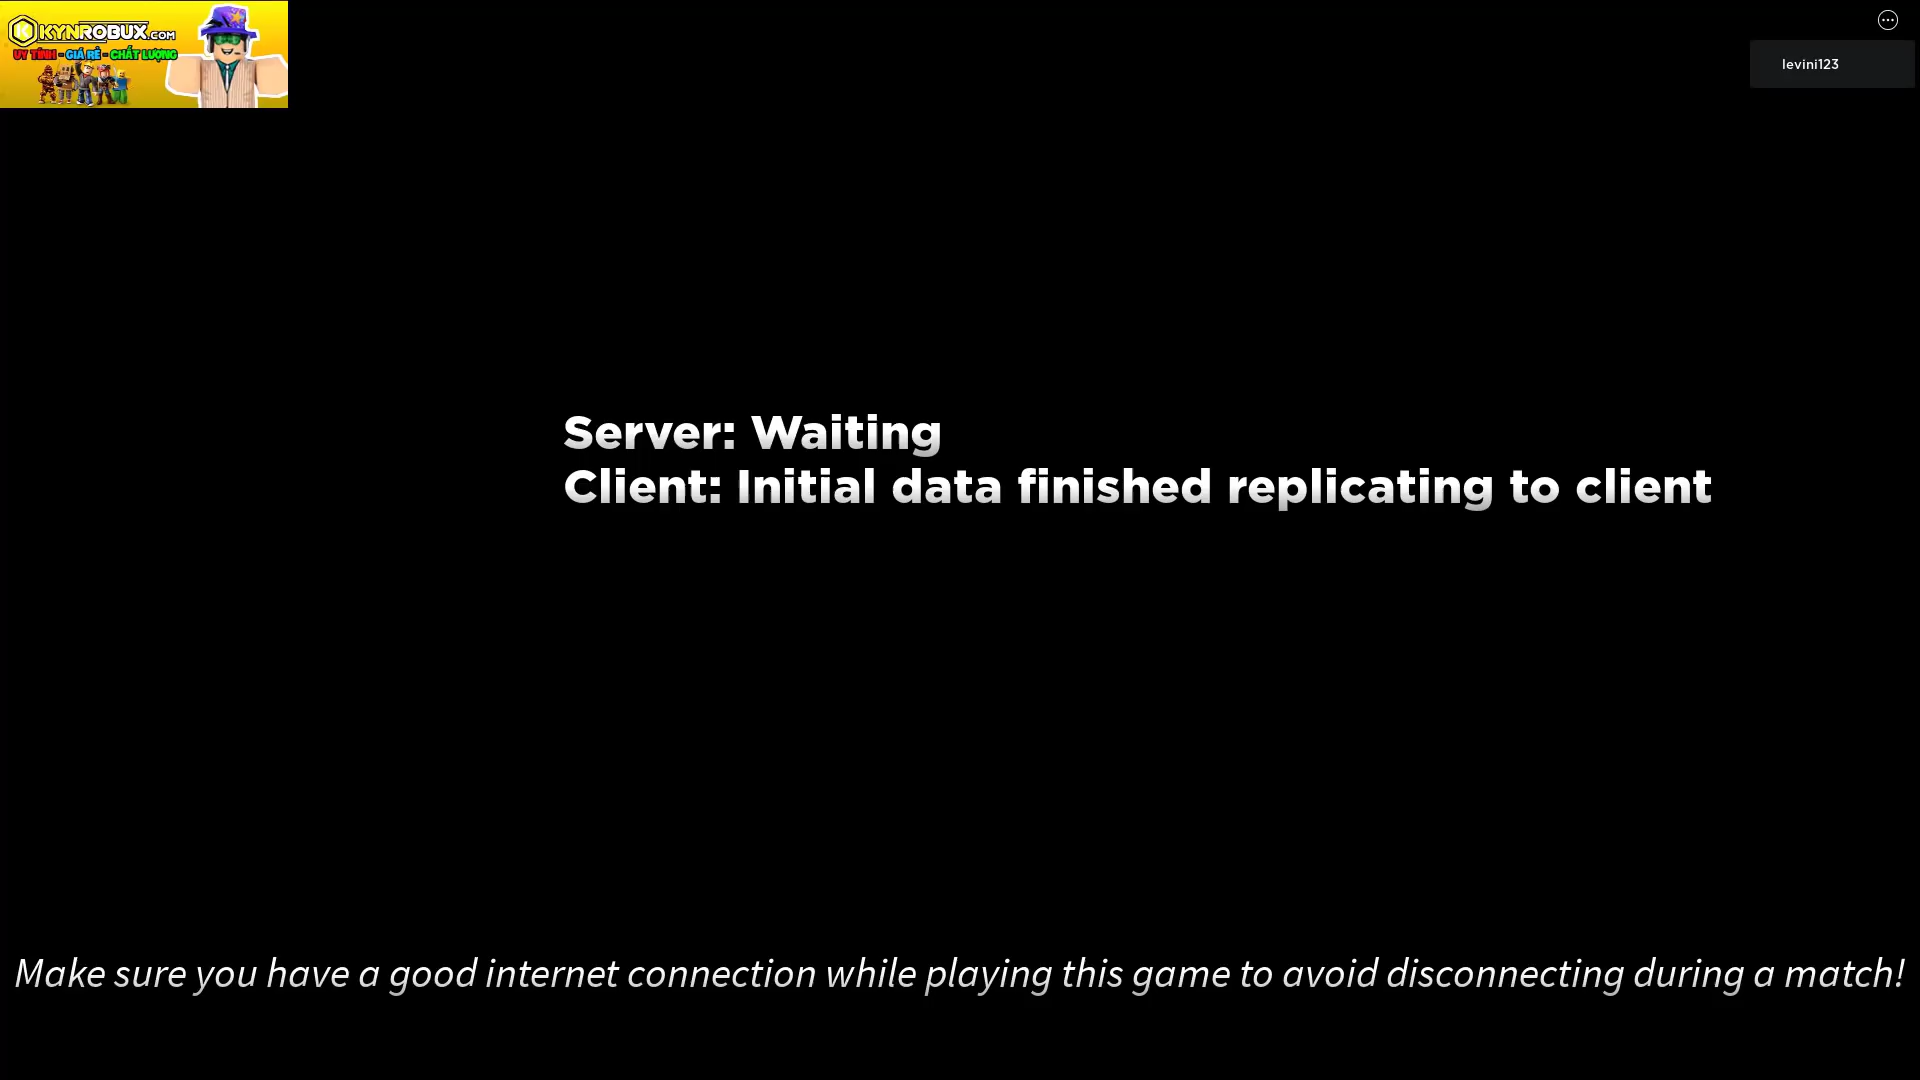 KYNROBUX.COM
UY TÍNH - GIÁ RẺ - CHẤT LƯỢNG
levini123
Server: Waiting
Client: Initial data finished replicating to client
Make sure you have a good internet connection while playing this game to avoid disconnecting during a match!